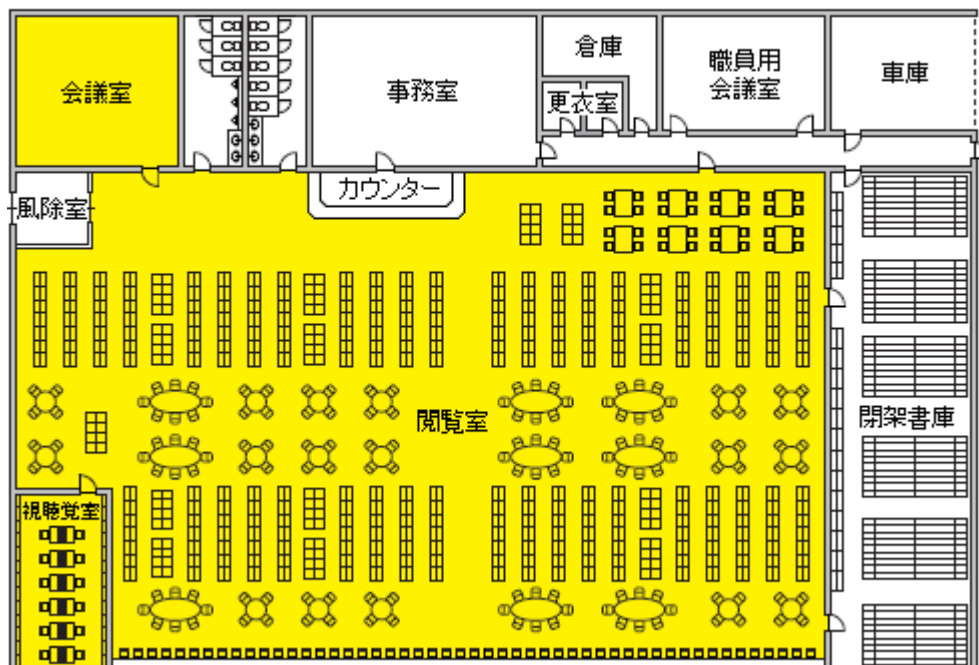 会議室
事務室
倉庫
更衣室
職員用
会議室
車庫
風除室
カウンター
閲覧室
閉架書庫
視聴覚室